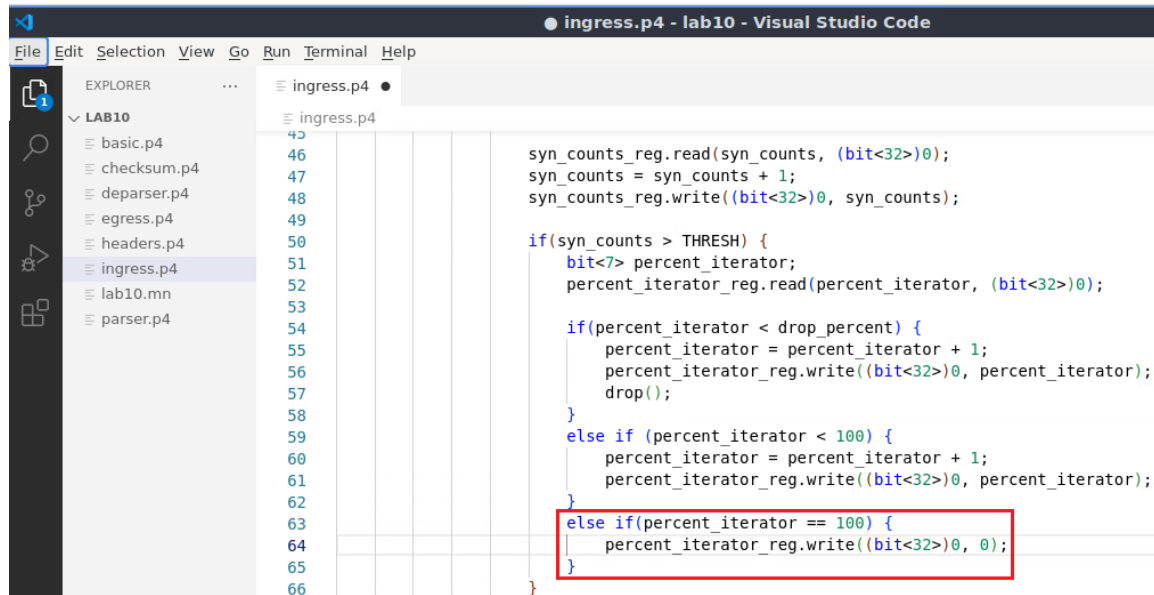 ingress.p4 - lab10 - Visual Studio Code
File Edit Selection View Go Run Terminal Help
1
EXPLORER ...
LAB10
basic.p4
checksum.p4
deparser.p4
egress.p4
headers.p4
ingress.p4
lab10.mn
parser.p4
ingress.p4
ingress.p4
45
46 syn_counts_reg.read(syn_counts, (bit<32>)0);
47 syn_counts = syn_counts + 1;
48 syn_counts_reg.write((bit<32>)0, syn_counts);
49
50 if(syn_counts > THRESH) {
51 bit<7> percent_iterator;
52 percent_iterator_reg.read(percent_iterator, (bit<32>)0);
53
54 if(percent_iterator < drop_percent) {
55 percent_iterator = percent_iterator + 1;
56 percent_iterator_reg.write((bit<32>)0, percent_iterator);
57 drop();
58 }
59 else if (percent_iterator < 100) {
60 percent_iterator = percent_iterator + 1;
61 percent_iterator_reg.write((bit<32>)0, percent_iterator);
62 }
63 else if(percent_iterator == 100) {
64 percent_iterator_reg.write((bit<32>)0, 0);
65 }
66 }